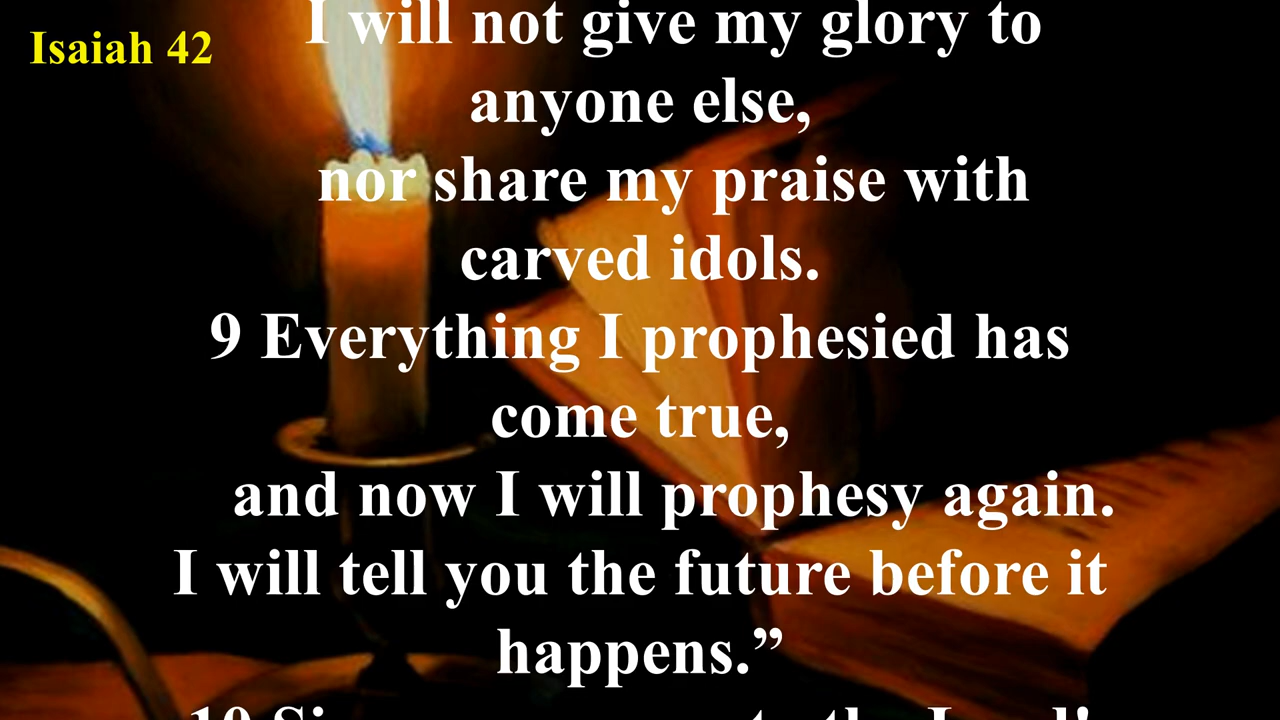 Isaiah 42
I will not give my glory to
anyone else,
nor share my praise with
carved idols.
9 Everything I prophesied has
come true,
and now I will prophesy again.
I will tell you the future before it
happens.”